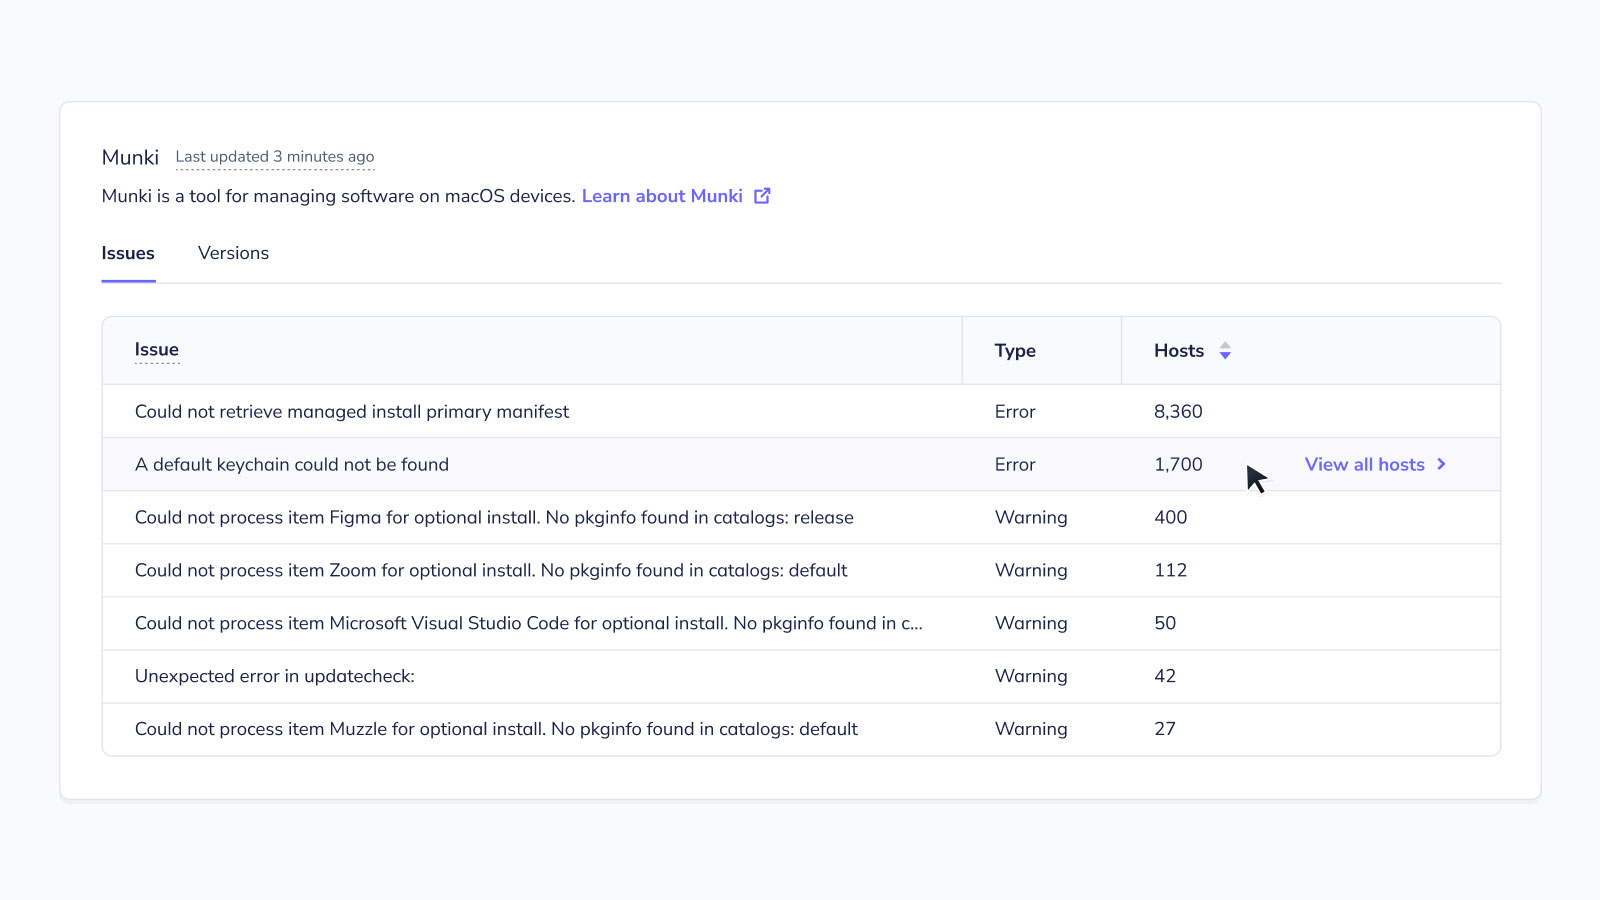 Munki Last updated 3 minutes ago
Munki is a tool for managing software on macOS devices. Learn about Munki
Issues Versions
Issue Type Hosts
Could not retrieve managed install primary manifest Error 8,360
A default keychain could not be found Error 1,700 View all hosts
Could not process item Figma for optional install. No pkginfo found in catalogs: release Warning 400
Could not process item Zoom for optional install. No pkginfo found in catalogs: default Warning 112
Could not process item Microsoft Visual Studio Code for optional install. No pkginfo found in c... Warning 50
Unexpected error in updatecheck: Warning 42
Could not process item Muzzle for optional install. No pkginfo found in catalogs: default Warning 27